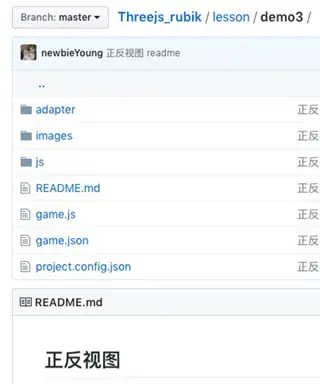 Branch: master Threejs_rubik / lesson / demo3 /
newbieYoung 正反视图 readme
..
adapter 正反
images 正反
js 正反
README.md 正反
game.js 正反
game.json 正反
project.config.json 正反
README.md
正反视图